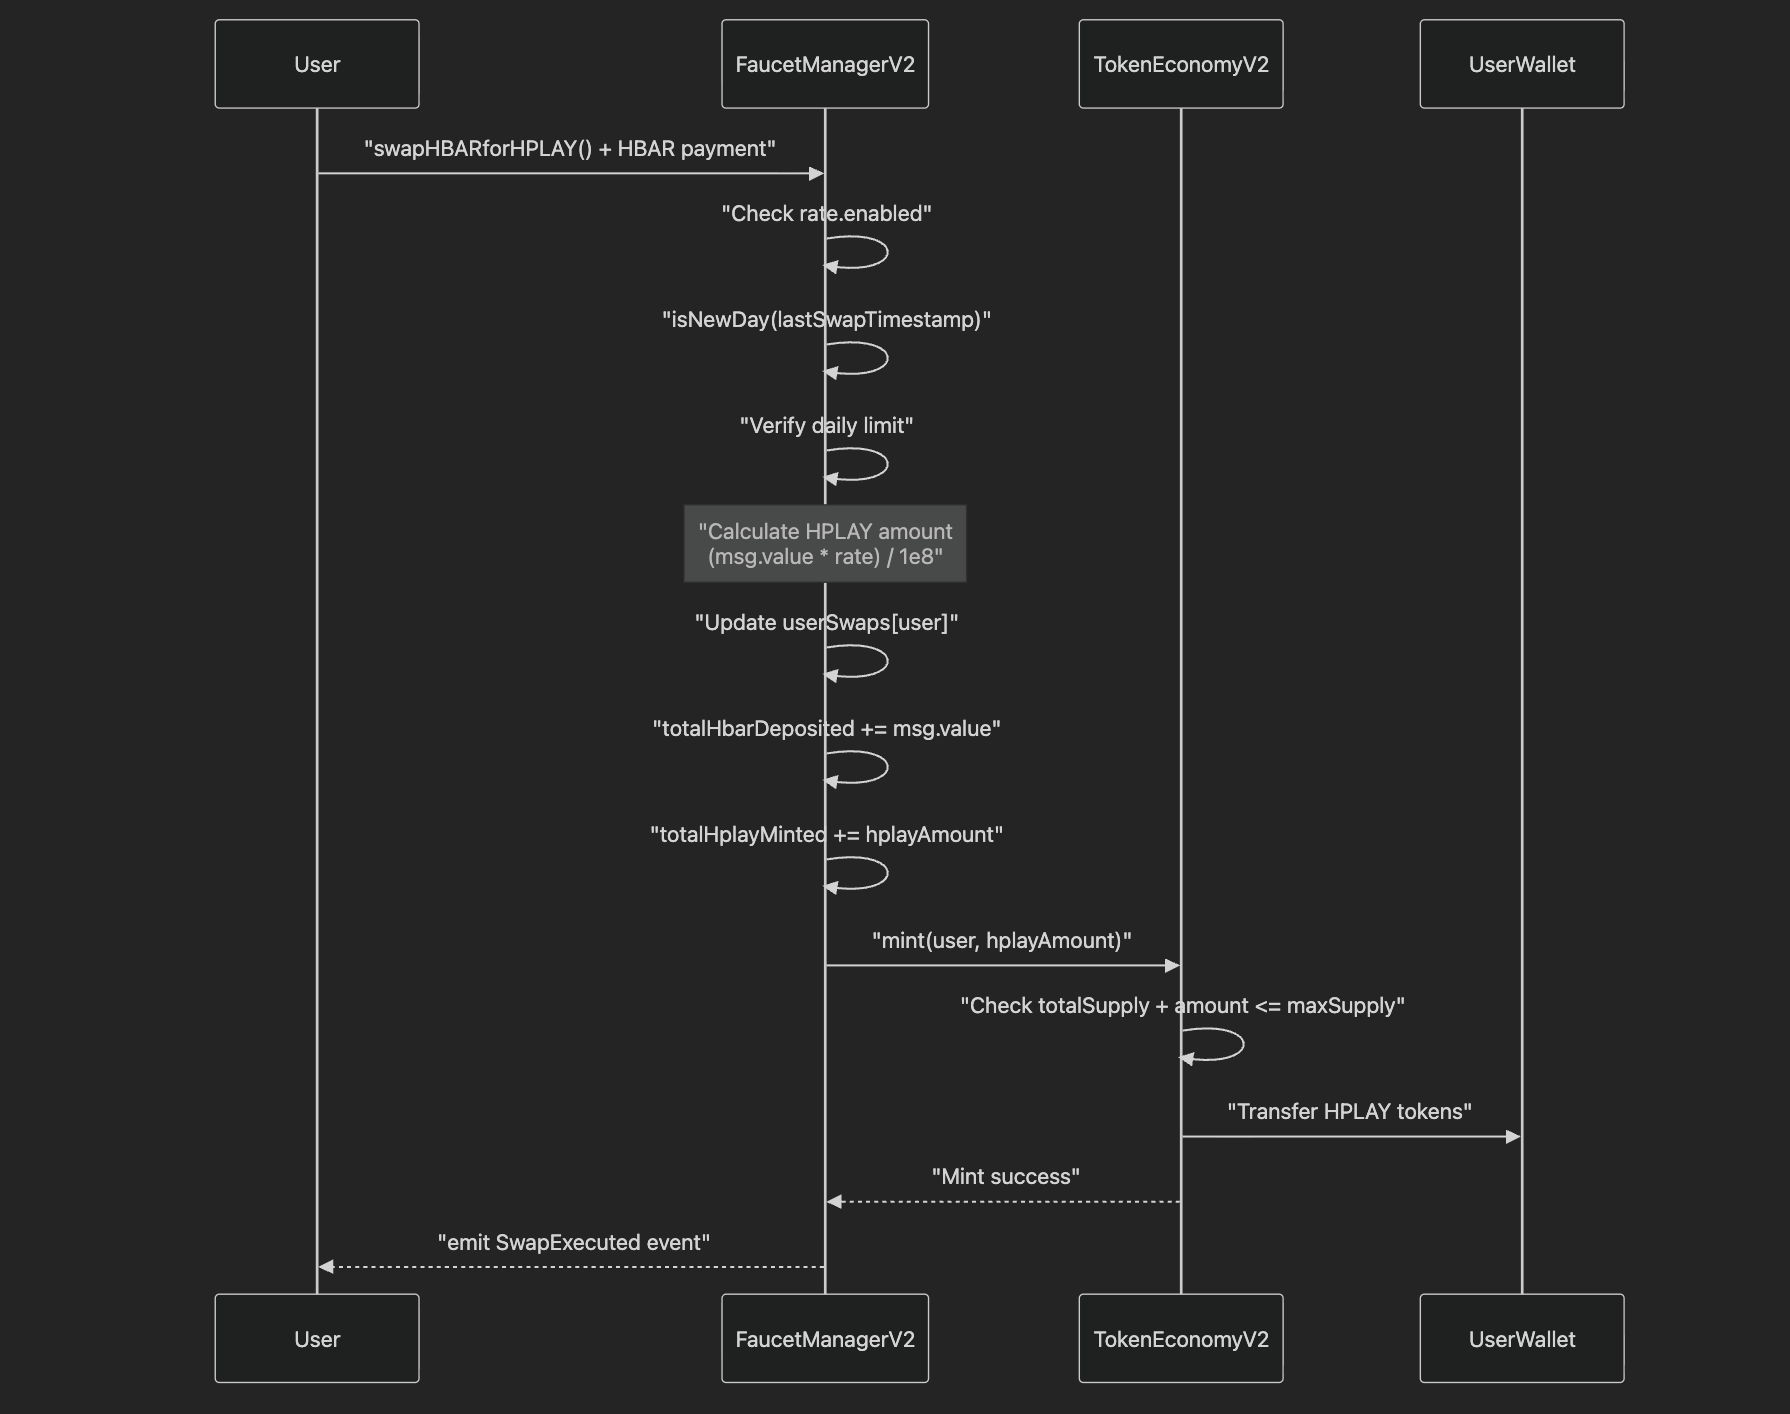 User
FaucetManagerV2
TokenEconomyV2
UserWallet
"swapHBARforHPLAY() + HBAR payment"
"Check rate.enabled"
"isNewDay(lastSwapTimestamp)"
"Verify daily limit"
"Calculate HPLAY amount
(msg.value * rate) / 1e8"
"Update userSwaps[user]"
"totalHbarDeposited += msg.value"
"totalHplayMinted += hplayAmount"
"mint(user, hplayAmount)"
"Check totalSupply + amount <= maxSupply"
"Transfer HPLAY tokens"
"Mint success"
"emit SwapExecuted event"
User
FaucetManagerV2
TokenEconomyV2
UserWallet